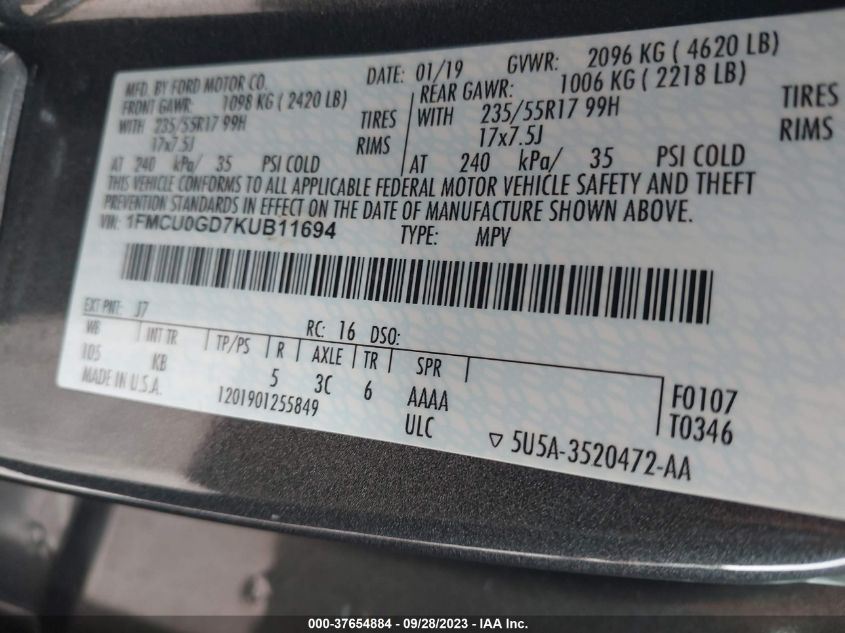 MFD. BY FORD MOTOR CO. DATE: 01/19 GVWR: 2096 KG ( 4620 LB)
FRONT GAWR: 1098 KG ( 2420 LB) REAR GAWR: 1006 KG ( 2218 LB)
WITH 235/55R17 99H TIRES WITH 235/55R17 99H TIRES
17x7.5J RIMS 17x7.5J RIMS
AT 240 kPa/ 35 PSI COLD AT 240 kPa/ 35 PSI COLD
THIS VEHICLE CONFORMS TO ALL APPLICABLE FEDERAL MOTOR VEHICLE SAFETY AND THEFT
PREVENTION STANDARDS IN EFFECT ON THE DATE OF MANUFACTURE SHOWN ABOVE.
VIN: 1FMCU0GD7KUB11694 TYPE: MPV
EXT PNT: J7 RC: 16 DSO:
WB INT TR TP/PS R AXLE TR SPR
105 KB 5 3C 6 AAAA F0107
MADE IN U.S.A. 1201901255849 ULC T0346
5U5A-3520472-AA
000-37654884 - 09/28/2023 - IAA Inc.